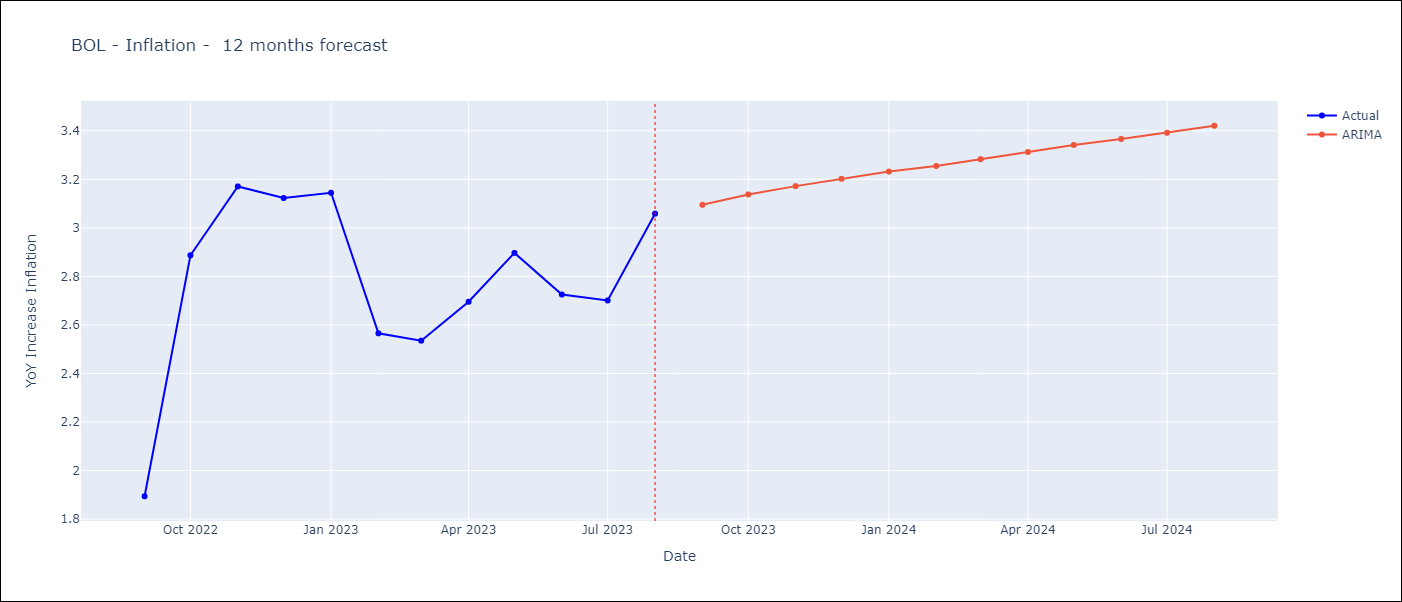 BOL - Inflation -  12 months forecast
Actual
ARIMA
YoY Increase Inflation
3.4
3.2
3
2.8
2.6
2.4
2.2
2
1.8
Oct 2022 Jan 2023 Apr 2023 Jul 2023 Oct 2023 Jan 2024 Apr 2024 Jul 2024
Date